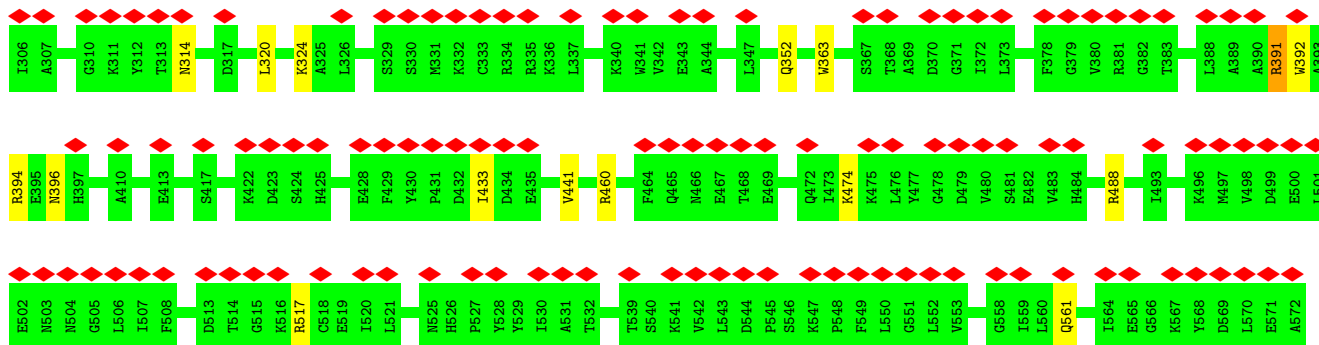 I306 A307 G310 K311 Y312 T313 N314 D317 L320 K324 A325 L326 S329 S330 M331 K332 C333 R334 R335 K336 L337 K340 W341 V342 E343 A344 L347 Q352 W363 S367 T368 A369 D370 G371 I372 L373 F378 G379 V380 R381 G382 T383 L388 A389 A390 R391 W392 A393
R394 E395 N396 H397 A410 E413 S417 K422 D423 S424 H425 E428 F429 Y430 P431 D432 I433 D434 E435 V441 R460 F464 Q465 N466 E467 T468 E469 Q472 I473 K474 K475 L476 Y477 G478 D479 V480 S481 E482 V483 H484 R488 I493 K496 M497 V498 D499 E500 I501
E502 N503 N504 G505 L506 I507 F508 D513 T514 G515 K516 R517 C518 E519 I520 L521 N525 H526 P527 Y528 Y529 I530 A531 T532 T539 S540 K541 V542 L543 D544 P545 S546 K547 P548 F549 L550 G551 L552 V553 G558 I559 L560 Q561 I564 E565 G566 K567 Y568 D569 L570 E571 A572